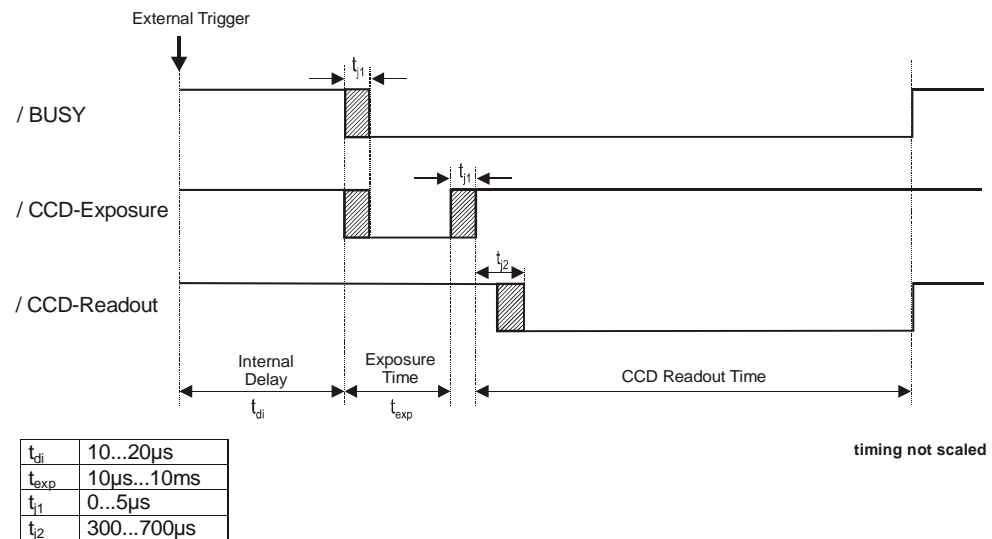 External Trigger
t_j1
/ BUSY
t_j1
/ CCD-Exposure
t_j2
/ CCD-Readout
Internal
Delay
t_di
Exposure
Time
t_exp
CCD Readout Time
timing not scaled
t_di 10...20µs
t_exp 10µs...10ms
t_j1 0...5µs
t_j2 300...700µs